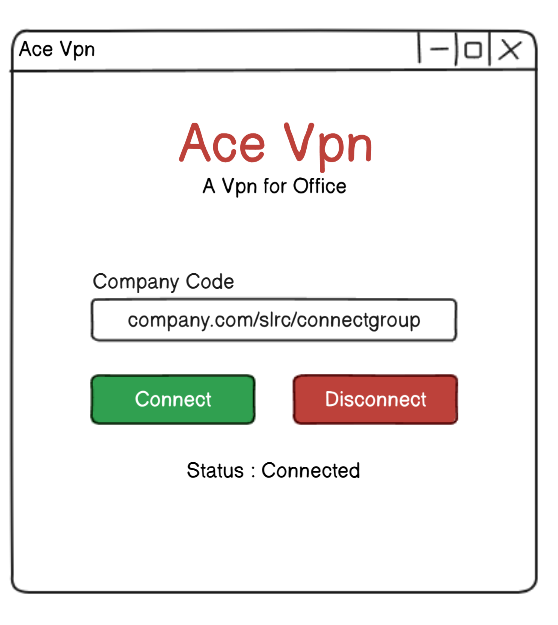 Ace Vpn
Ace Vpn
A Vpn for Office
Company Code
company.com/slrc/connectgroup
Connect Disconnect
Status : Connected